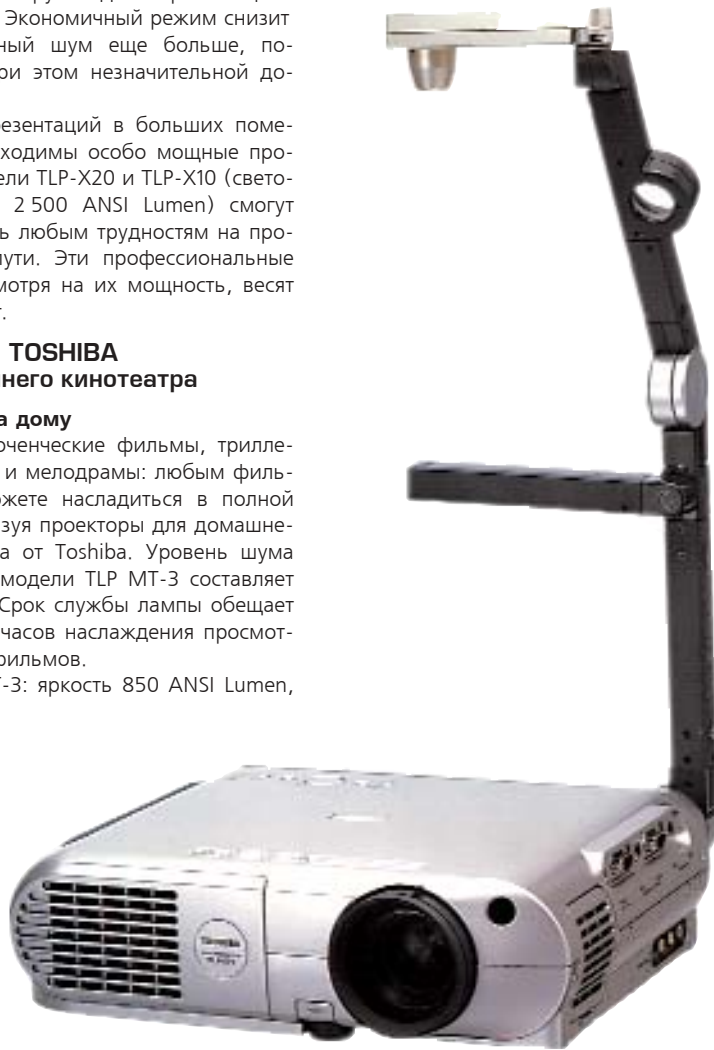 Экономичный режим снизит
ный шум еще больше, по-
ри этом незначительной до-
резентаций в больших поме-
ходимы особо мощные про-
ели TLP-X20 и TLP-X10 (свето-
2 500 ANSI Lumen) смогут
ь любым трудностям на про-
ути. Эти профессиональные
мотря на их мощность, весят
г.
TOSHIBA
него кинотеатра
а дому
юченческие фильмы, трилле-
и мелодрамы: любым филь-
ожете насладиться в полной
зуя проекторы для домашне-
а от Toshiba. Уровень шума
модели TLP MT-3 составляет
Срок службы лампы обещает
часов наслаждения просмот-
фильмов.
Т-3: яркость 850 ANSI Lumen,
TOSHIBA